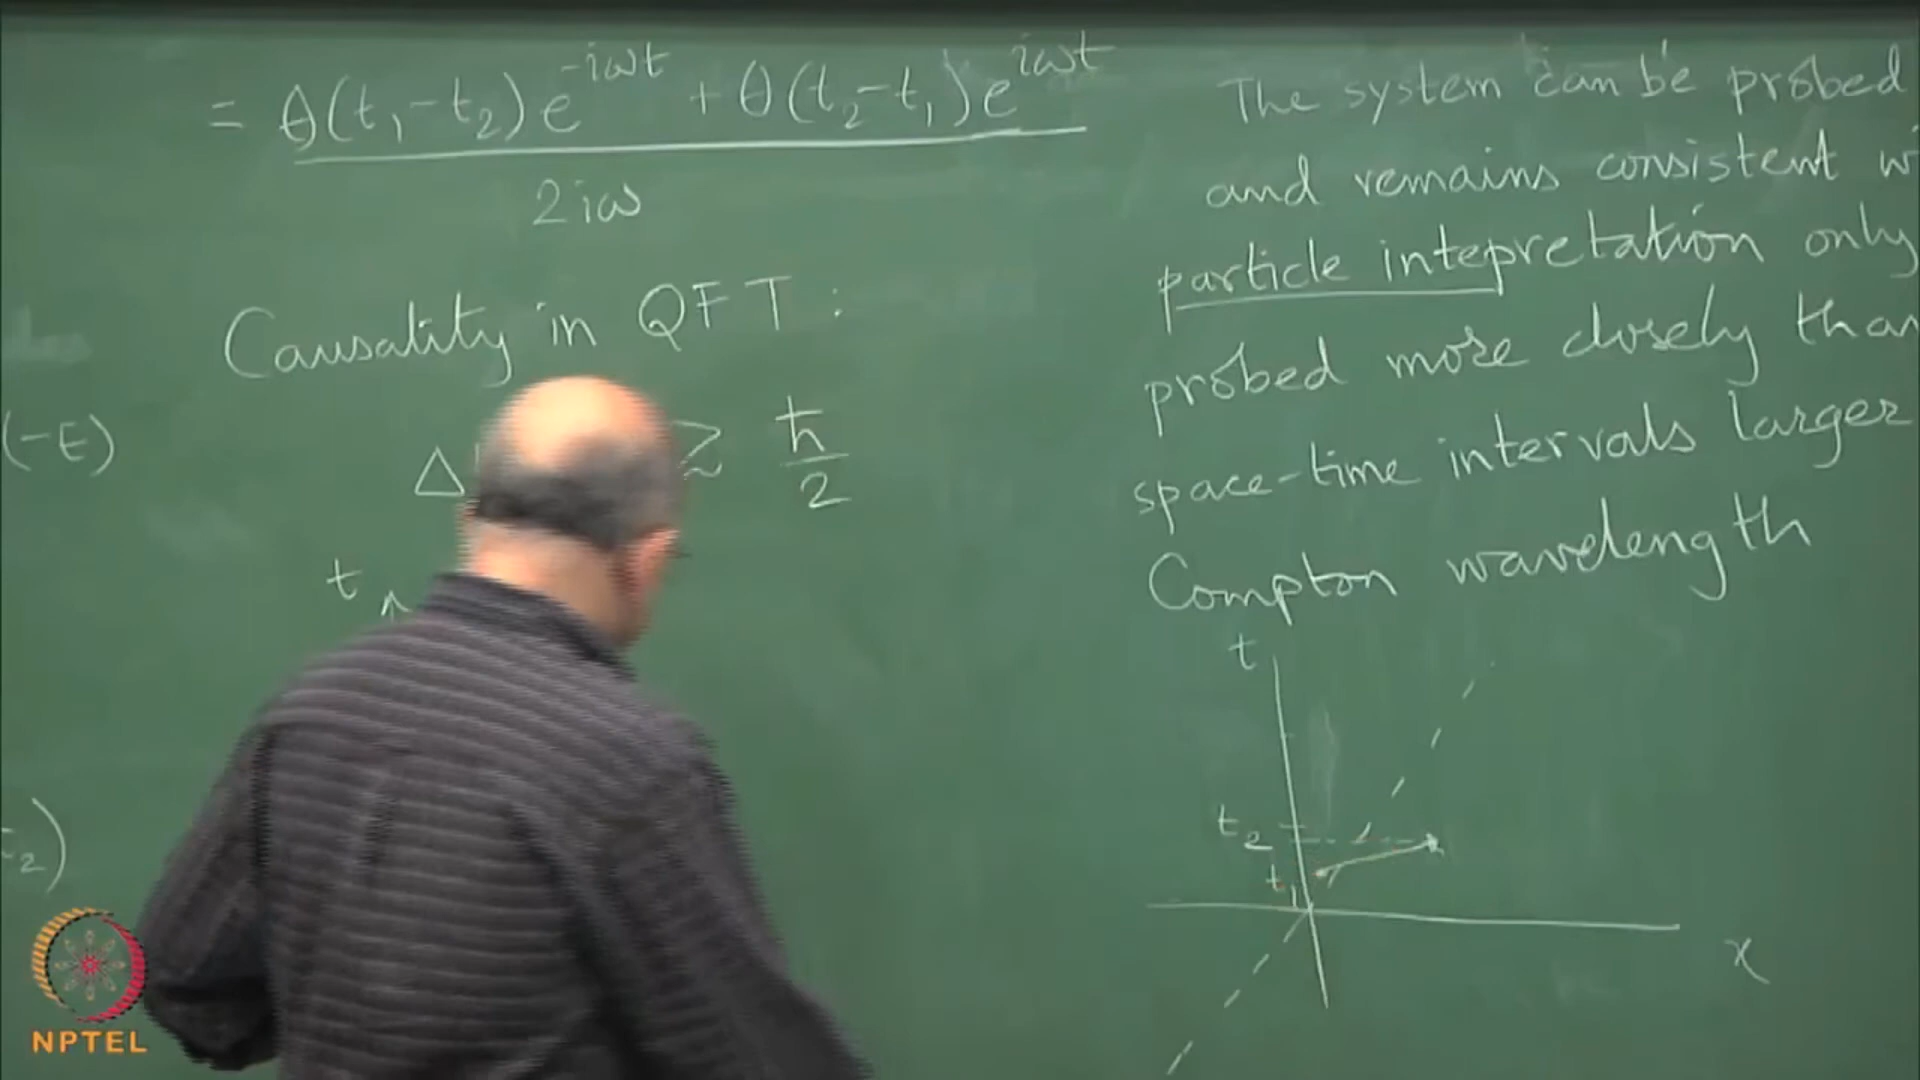 = θ(t₁-t₂)e^{-iωt} + θ(t₂-t₁)e^{iωt}
2iω
Causality in QFT :
(-E)
Δ ≳ ħ/2
t
₂)
The system can be probed
and remains consistent w
particle intepretation only
probed more closely than
space-time intervals larger
Compton wavelength
t
t₂
t₁
x
NPTEL